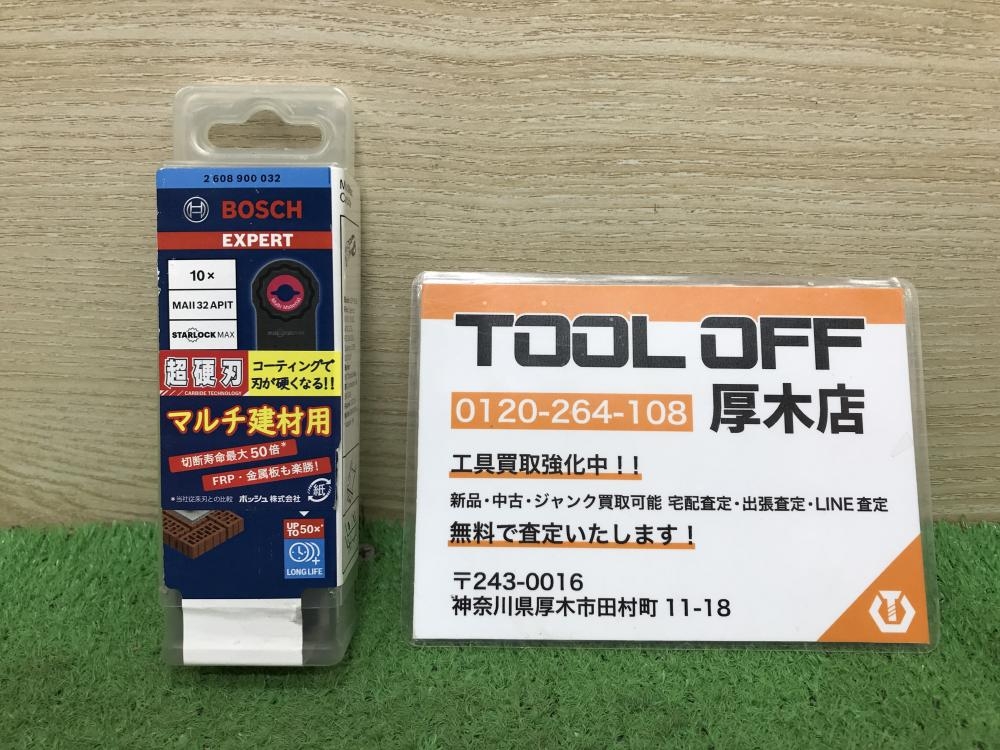 2 608 900 032
BOSCH
EXPERT
10×
MAII 32 APIT
STARLOCK MAX
Multi Material
超硬刃
CARBIDE TECHNOLOGY
コーティングで
刃が硬くなる!!
マルチ建材用
切断寿命最大50倍*
FRP・金属板も楽勝!
*当社従来刃との比較 ボッシュ株式会社
紙
UP TO 50×*
LONG LIFE
TOOL OFF
0120-264-108 厚木店
工具買取強化中!!
新品・中古・ジャンク買取可能 宅配査定・出張査定・LINE査定
無料で査定いたします!
〒243-0016
神奈川県厚木市田村町 11-18